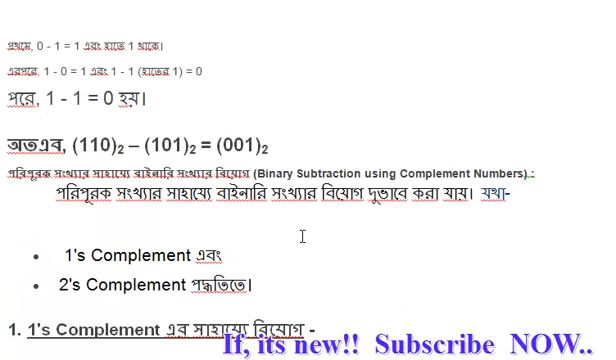 প্রথমে, 0 - 1 = 1 এবং হাতে 1 থাকে।
এরপরে, 1 - 0 = 1 এবং 1 - 1 (হাতের 1) = 0
পরে, 1 - 1 = 0 হয়।
অতএব, (110)₂ – (101)₂ = (001)₂
পরিপূরক সংখ্যার সাহায্যে বাইনারি সংখ্যার বিয়োগ (Binary Subtraction using Complement Numbers).:
পরিপূরক সংখ্যার সাহায্যে বাইনারি সংখ্যার বিয়োগ দুভাবে করা যায়। যথা-
• 1's Complement এবং
• 2's Complement পদ্ধতিতে।
1. 1's Complement এর সাহায্যে বিয়োগ -
If, its new!! Subscribe NOW..